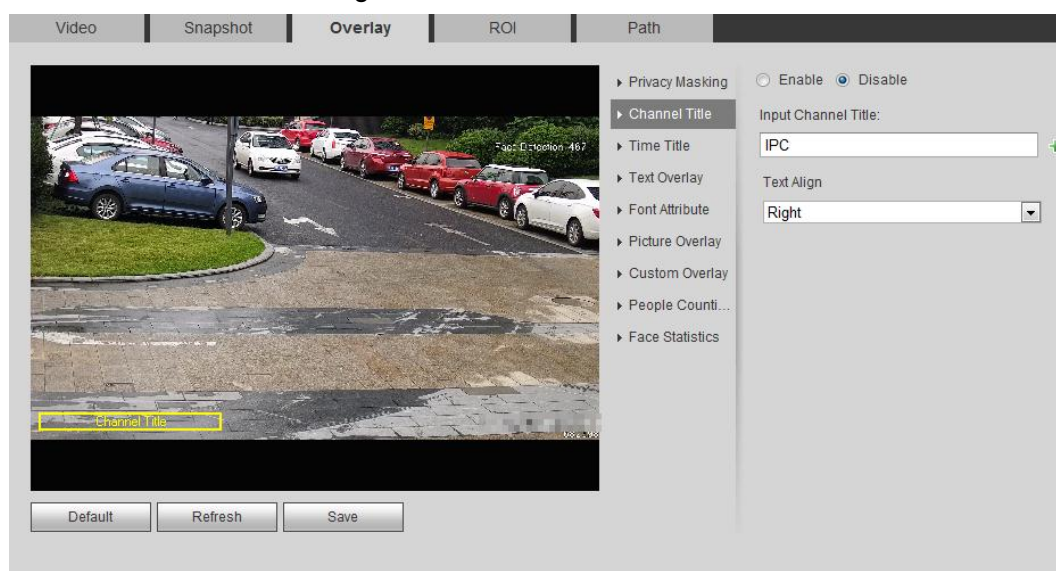 Video Snapshot Overlay ROI Path
Face Detection 467
Channel Title
Privacy Masking
Channel Title
Time Title
Text Overlay
Font Attribute
Picture Overlay
Custom Overlay
People Counti...
Face Statistics
Enable Disable
Input Channel Title:
IPC
Text Align
Right
Default Refresh Save